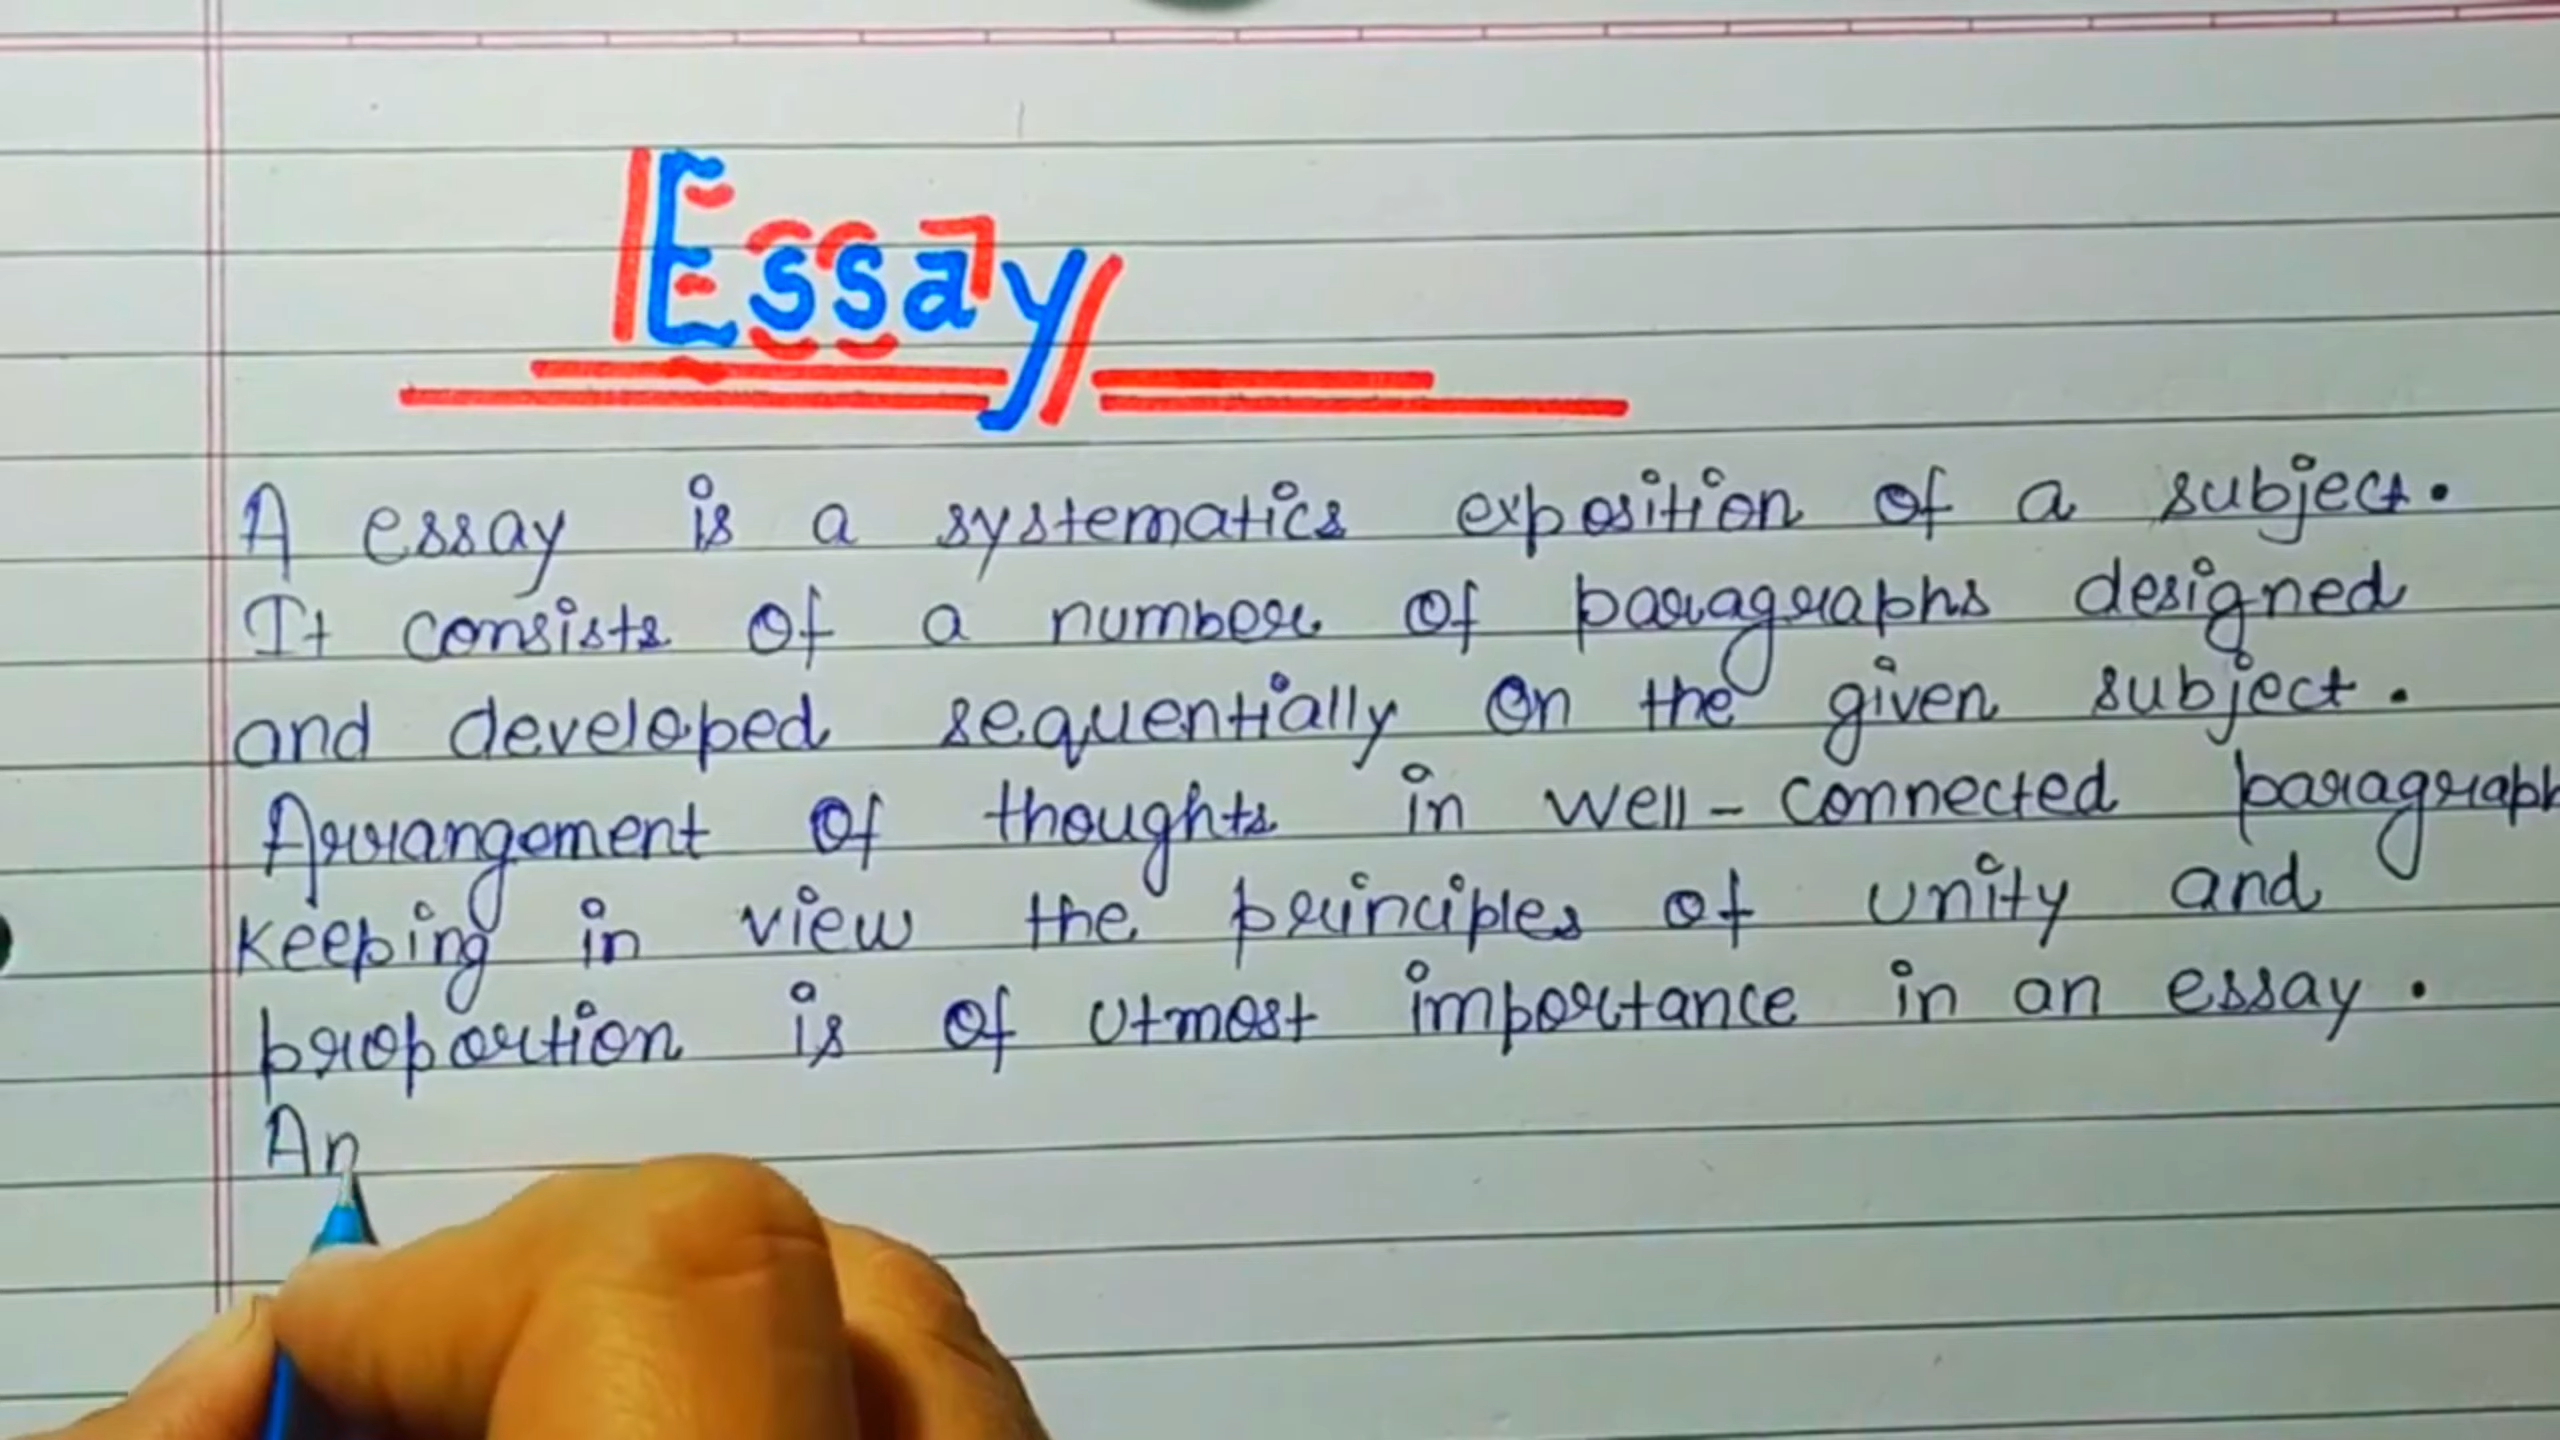 Essay
A essay is a systematics exposition of a subject.
It consists of a number of paragraphs designed
and developed sequentially on the given subject.
Arrangement of thoughts in well-connected paragraph
keeping in view the principles of unity and
proportion is of utmost importance in an essay.
An